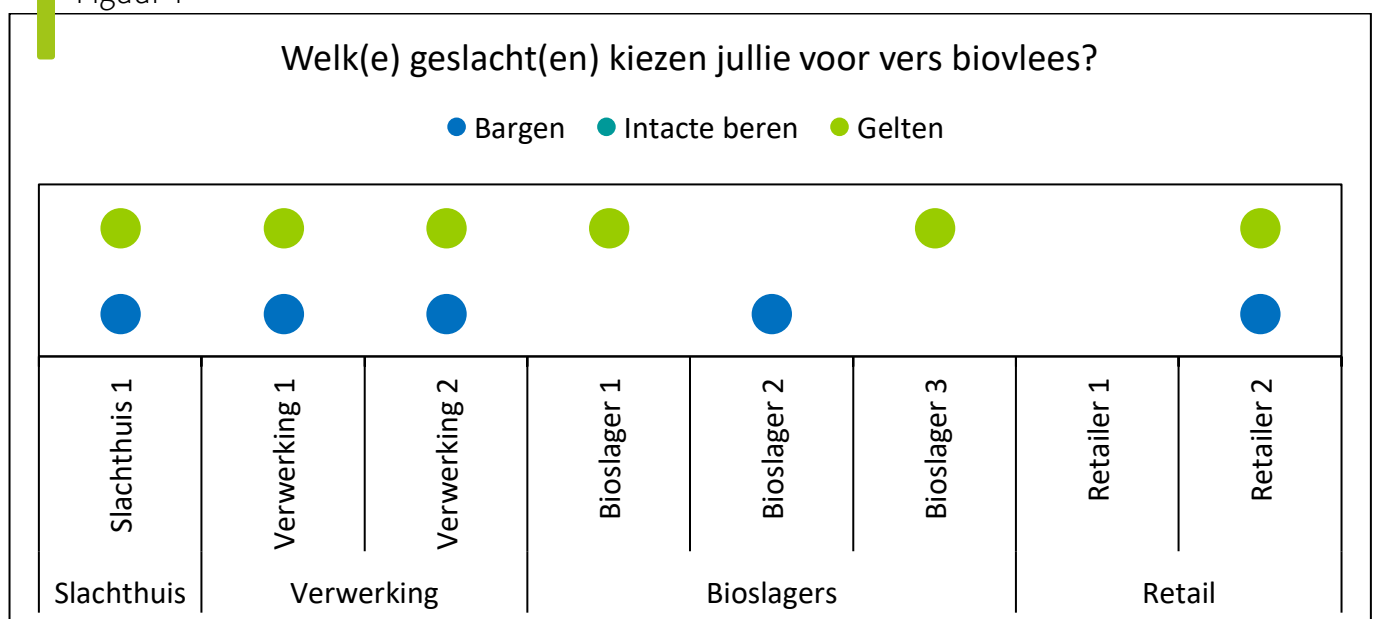 Welk(e) geslacht(en) kiezen jullie voor vers biovlees?
Bargen Intacte beren Gelten
Slachthuis 1
Verwerking 1
Verwerking 2
Bioslager 1
Bioslager 2
Bioslager 3
Retailer 1
Retailer 2
Slachthuis Verwerking Bioslagers Retail